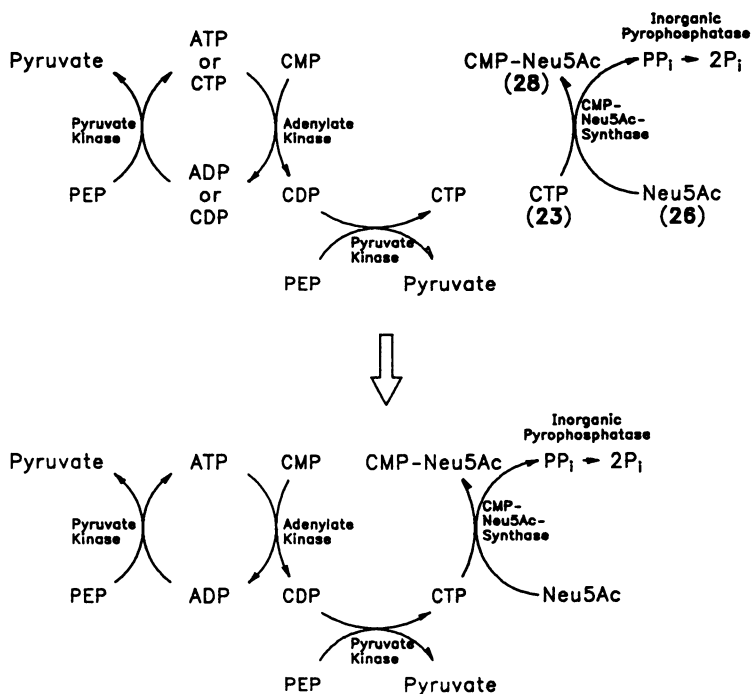 Inorganic
Pyrophosphatase
ATP
or
CTP
Pyruvate
CMP
CMP-Neu5Ac
(28)
PPi → 2Pi
Pyruvate
Kinase
Adenylate
Kinase
CMP-
Neu5Ac-
Synthase
PEP
ADP
or
CDP
CDP
CTP
CTP
(23)
Neu5Ac
(26)
Pyruvate
Kinase
PEP
Pyruvate
Inorganic
Pyrophosphatase
Pyruvate
ATP
CMP
CMP-Neu5Ac
PPi → 2Pi
Pyruvate
Kinase
Adenylate
Kinase
CMP-
Neu5Ac-
Synthase
PEP
ADP
CDP
CTP
Neu5Ac
Pyruvate
Kinase
PEP
Pyruvate